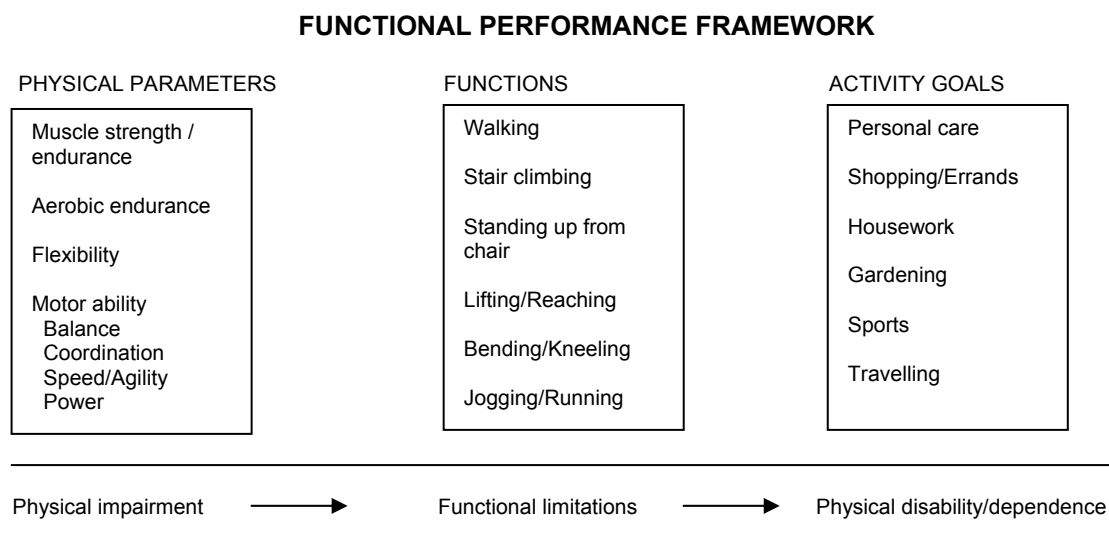 FUNCTIONAL PERFORMANCE FRAMEWORK
PHYSICAL PARAMETERS
Muscle strength /
endurance
Aerobic endurance
Flexibility
Motor ability
Balance
Coordination
Speed/Agility
Power
FUNCTIONS
Walking
Stair climbing
Standing up from
chair
Lifting/Reaching
Bending/Kneeling
Jogging/Running
ACTIVITY GOALS
Personal care
Shopping/Errands
Housework
Gardening
Sports
Travelling
Physical impairment
Functional limitations
Physical disability/dependence